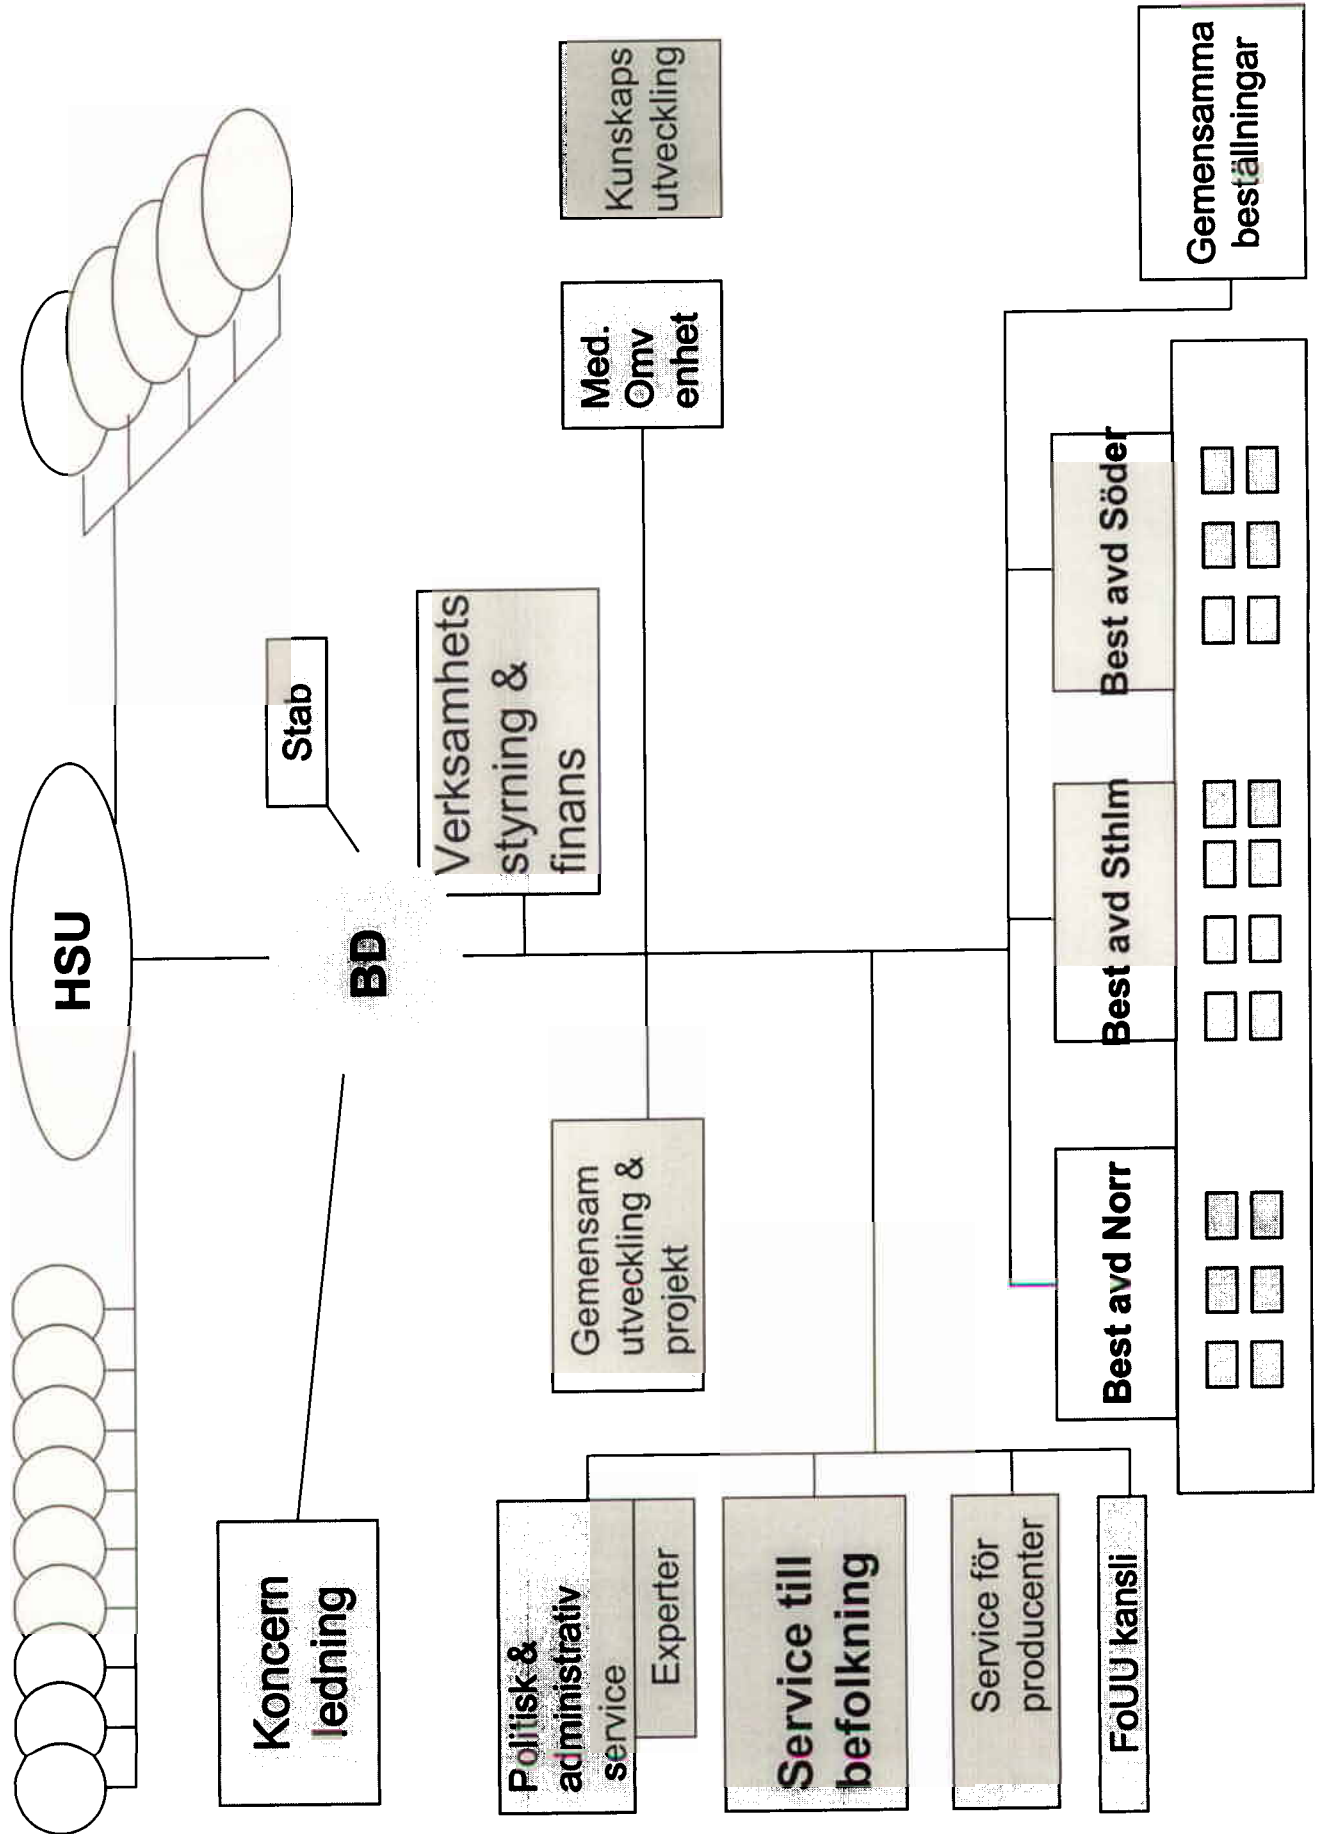 HSU
Koncern
ledning
BD
Stab
Verksamhets
styrning &
finans
Politisk &
administrativ
service
Experter
Gemensam
utveckling &
projekt
Med.
Omv
enhet
Kunskaps
utveckling
Service till
befolkning
Service för
producenter
FoUU kansli
Best avd Norr
Best avd Sthlm
Best avd Söder
Gemensamma
beställningar